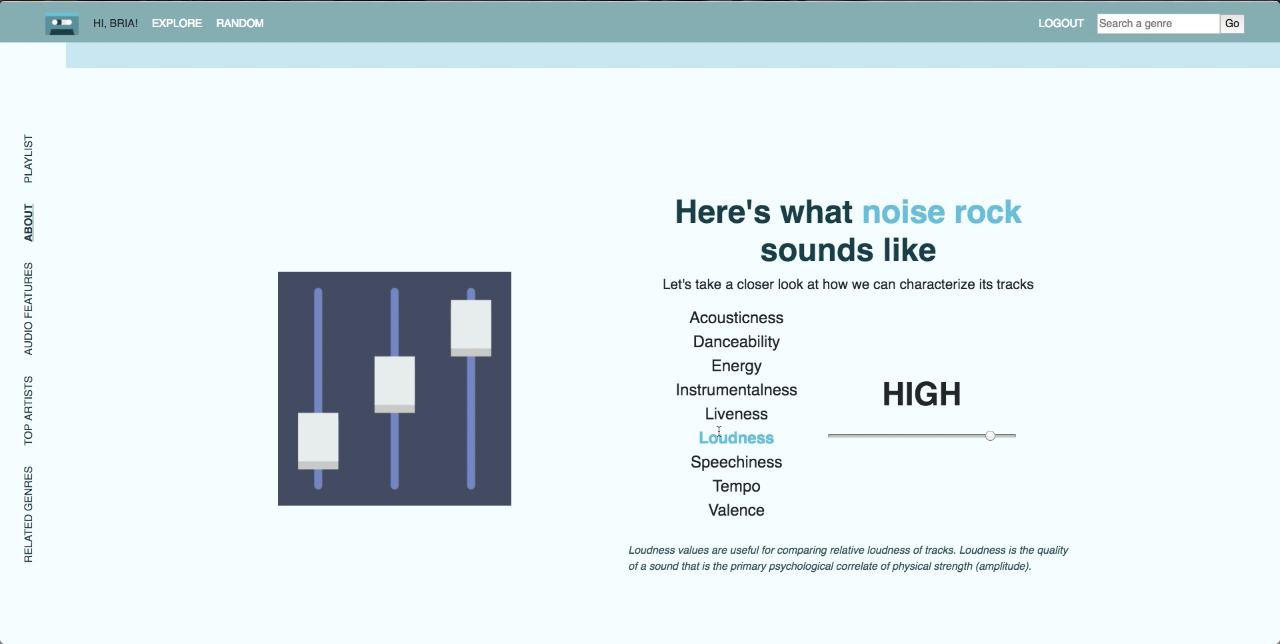 HI, BRIA! EXPLORE RANDOM LOGOUT Search a genre Go
PLAYLIST
ABOUT
AUDIO FEATURES
TOP ARTISTS
RELATED GENRES
Here's what noise rock
sounds like
Let's take a closer look at how we can characterize its tracks
Acousticness
Danceability
Energy
Instrumentalness
Liveness
Loudness
Speechiness
Tempo
Valence
HIGH
Loudness values are useful for comparing relative loudness of tracks. Loudness is the quality
of a sound that is the primary psychological correlate of physical strength (amplitude).